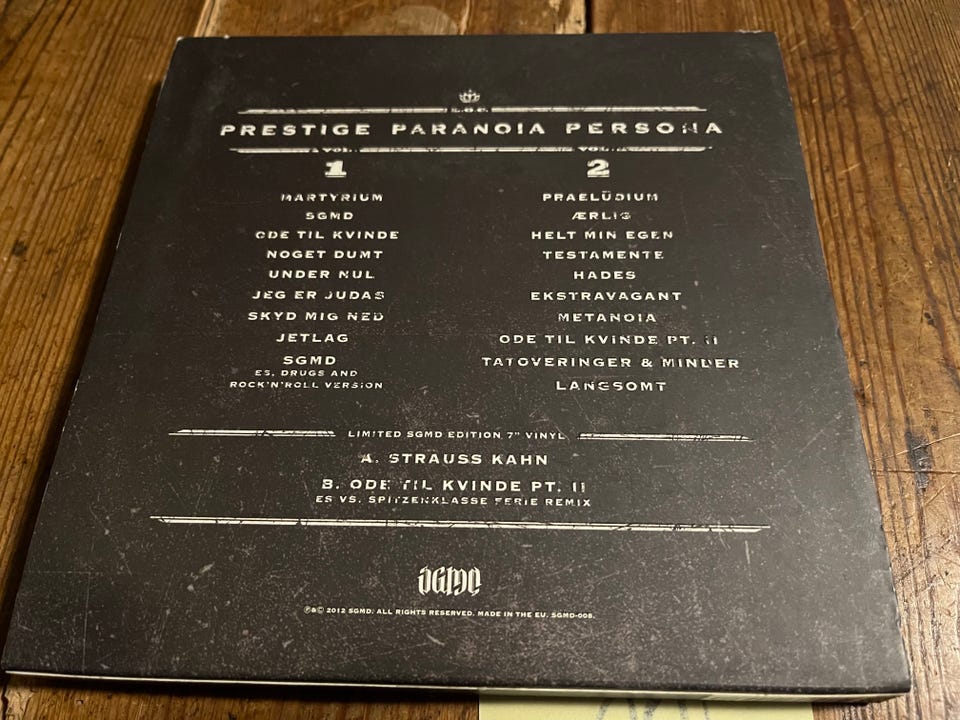 L.O.C.
PRESTIGE PARANOIA PERSONA
VOL.
1
MARTYRIUM
SGMD
ODE TIL KVINDE
NOGET DUMT
UNDER NUL
JEG ER JUDAS
SKYD MIG NED
JETLAG
SGMD
ES, DRUGS AND
ROCK'N'ROLL VERSION
VOL.
2
PRAELÜDIUM
ÆRLIG
HELT MIN EGEN
TESTAMENTE
HADES
EKSTRAVAGANT
METANOIA
ODE TIL KVINDE PT. II
TATOVERINGER & MINDER
LANGSOMT
LIMITED SGMD EDITION 7" VINYL
A. STRAUSS KAHN
B. ODE TIL KVINDE PT. II
ES VS. SPITZENKLASSE FERIE REMIX
SGMD
℗&© 2012 SGMD. ALL RIGHTS RESERVED. MADE IN THE EU. SGMD-008.